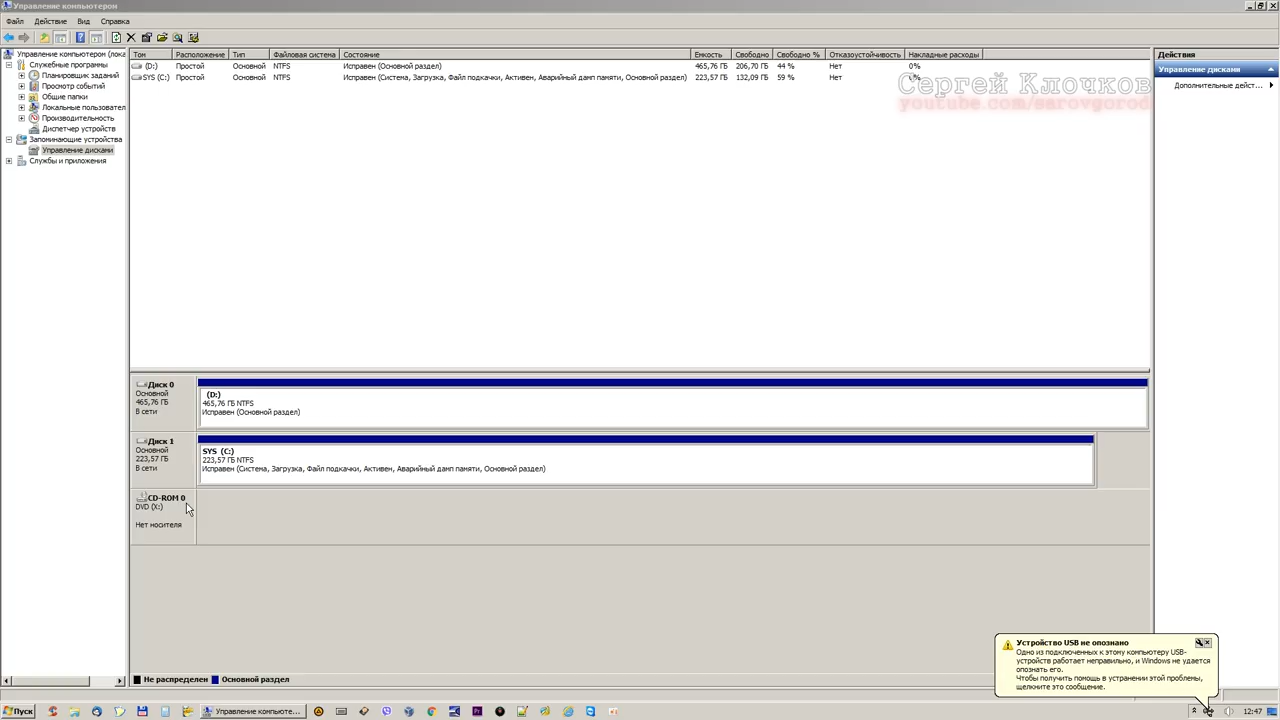 Управление компьютером
Файл Действие Вид Справка
Управление компьютером (лока
Служебные программы
Планировщик заданий
Просмотр событий
Общие папки
Локальные пользовател
Производительность
Диспетчер устройств
Запоминающие устройства
Управление дисками
Службы и приложения
Том Расположение Тип Файловая система Состояние Емкость Свободно Свободно % Отказоустойчивость Накладные расходы
(D:) Простой Основной NTFS Исправен (Основной раздел) 465,76 ГБ 206,70 ГБ 44 % Нет 0%
SYS (C:) Простой Основной NTFS Исправен (Система, Загрузка, Файл подкачки, Активен, Аварийный дамп памяти, Основной раздел) 223,57 ГБ 132,09 ГБ 59 % Нет 0%
Сергей Клочков
youtube.com/sarovgorod
Действия
Управление дисками
Дополнительные дейст...
Диск 0
Основной
465,76 ГБ
В сети
(D:)
465,76 ГБ NTFS
Исправен (Основной раздел)
Диск 1
Основной
223,57 ГБ
В сети
SYS (C:)
223,57 ГБ NTFS
Исправен (Система, Загрузка, Файл подкачки, Активен, Аварийный дамп памяти, Основной раздел)
CD-ROM 0
DVD (X:)
Нет носителя
Не распределен Основной раздел
Устройство USB не опознано
Одно из подключенных к этому компьютеру USB-
устройств работает неправильно, и Windows не удается
опознать его.
Чтобы получить помощь в устранении этой проблемы,
щелкните это сообщение.
Пуск
Управление компьюте...
12:47